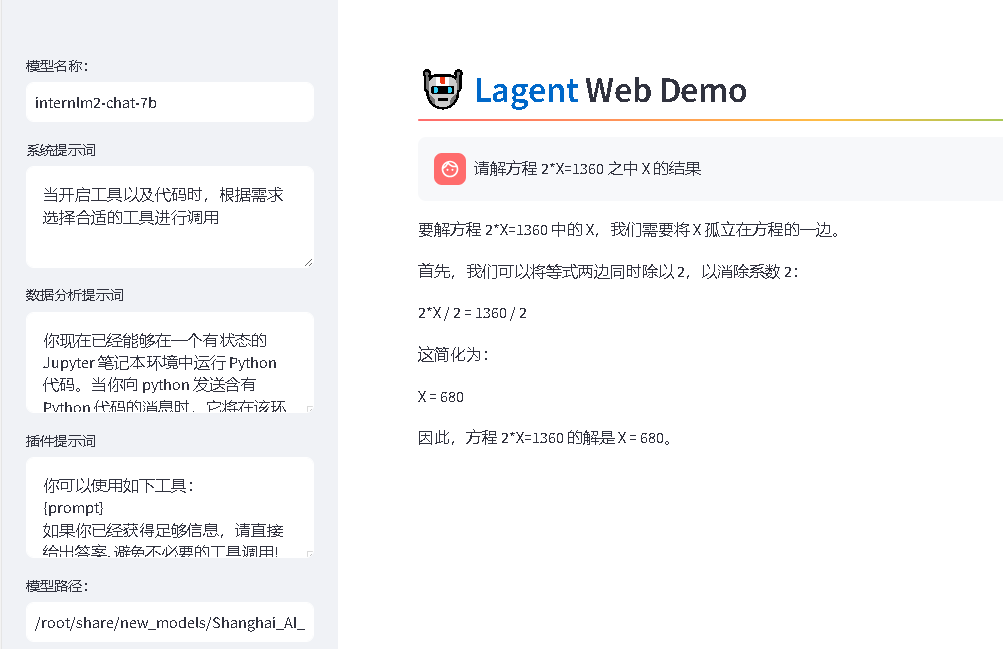 模型名称：
internlm2-chat-7b
系统提示词
当开启工具以及代码时，根据需求
选择合适的工具进行调用
数据分析提示词
你现在已经能够在一个有状态的
Jupyter 笔记本环境中运行 Python
代码。当你向 python 发送含有
Python 代码的消息时，它将在该环
插件提示词
你可以使用如下工具：
{prompt}
如果你已经获得足够信息，请直接
给出答案. 避免不必要的工具调用!
模型路径：
/root/share/new_models/Shanghai_AI_
Lagent Web Demo
请解方程 2*X=1360 之中 X 的结果
要解方程 2*X=1360 中的 X，我们需要将 X 孤立在方程的一边。
首先，我们可以将等式两边同时除以 2，以消除系数 2：
2*X / 2 = 1360 / 2
这简化为：
X = 680
因此，方程 2*X=1360 的解是 X = 680。